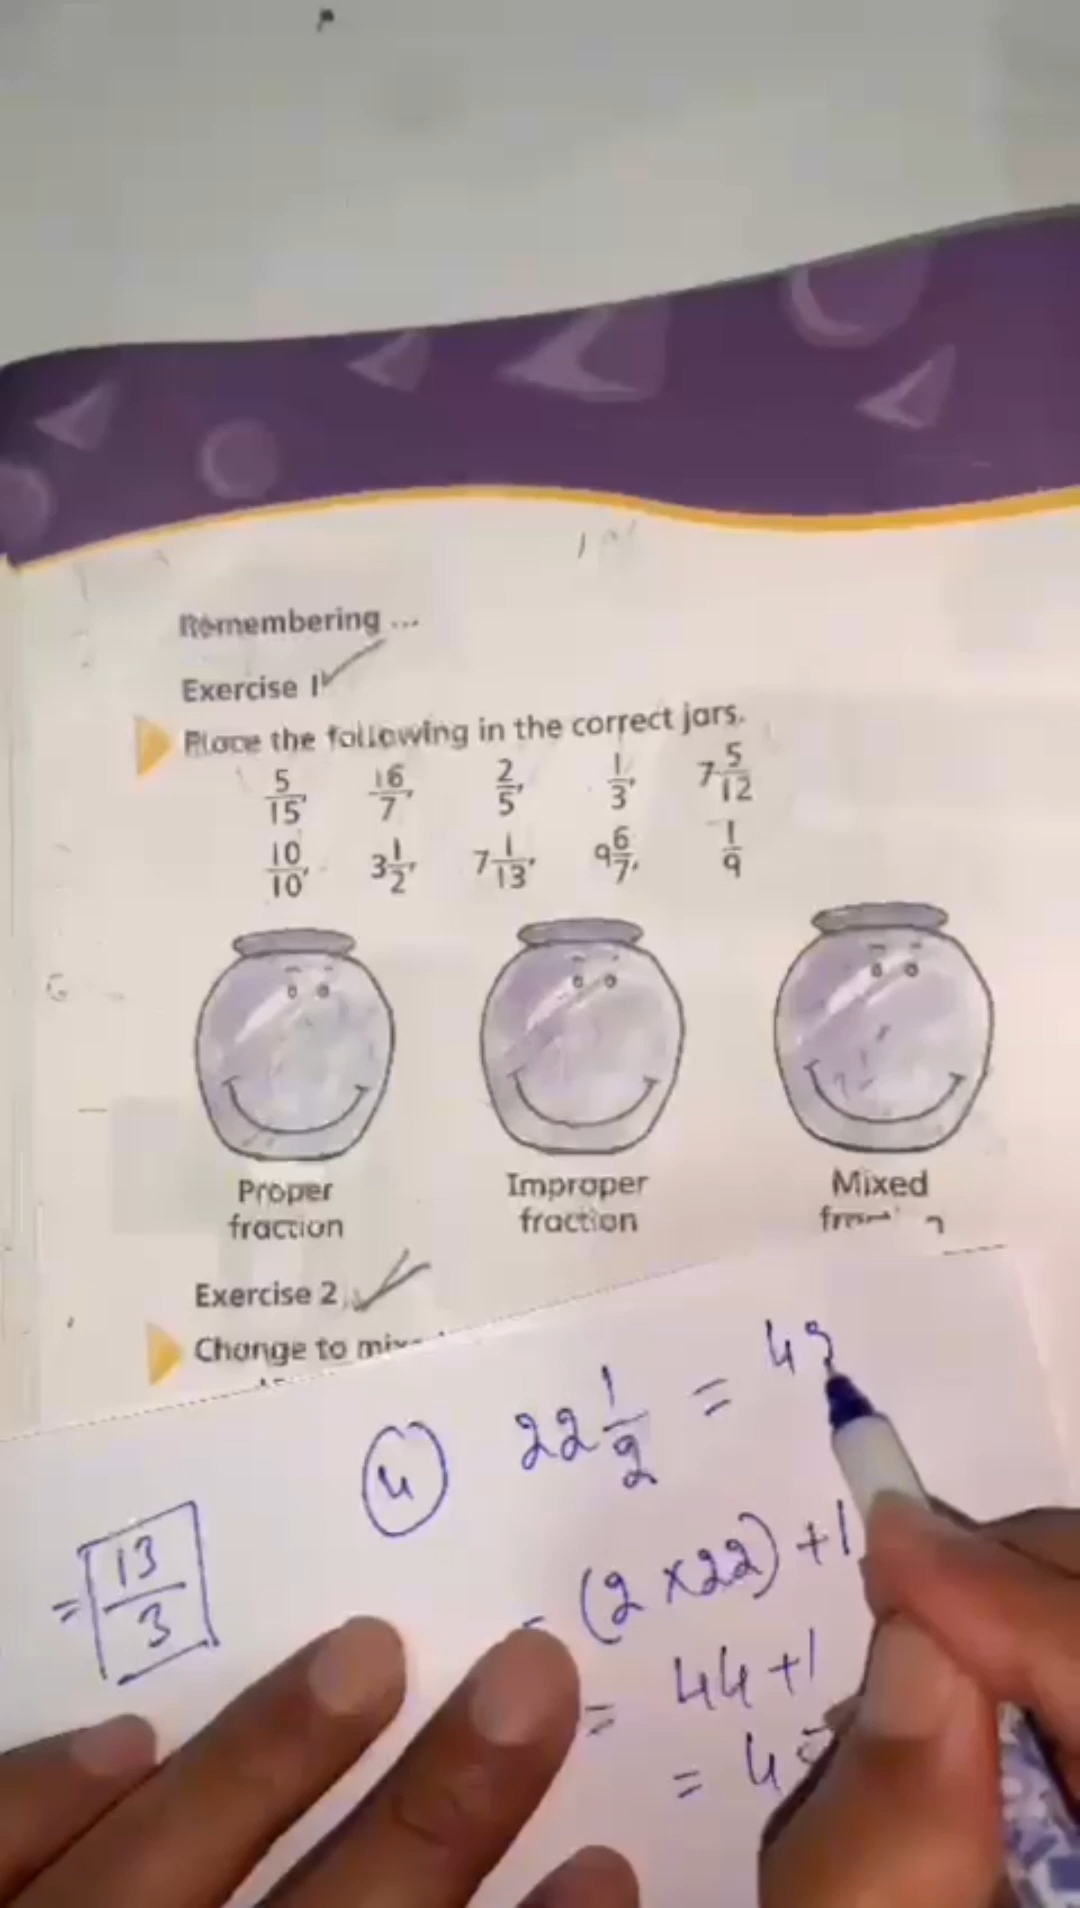 Remembering ...
Exercise 1
Place the following in the correct jars.
5/15, 16/7, 2/5, 1/3, 7 5/12
10/10, 3 1/2, 7 1/13, 9 6/7, 1/9
Proper fraction
Improper fraction
Mixed
Exercise 2
Change to
= 13/3
4 22 1/2 = 4
= (2 × 22) + 1
= 44 + 1
= 45